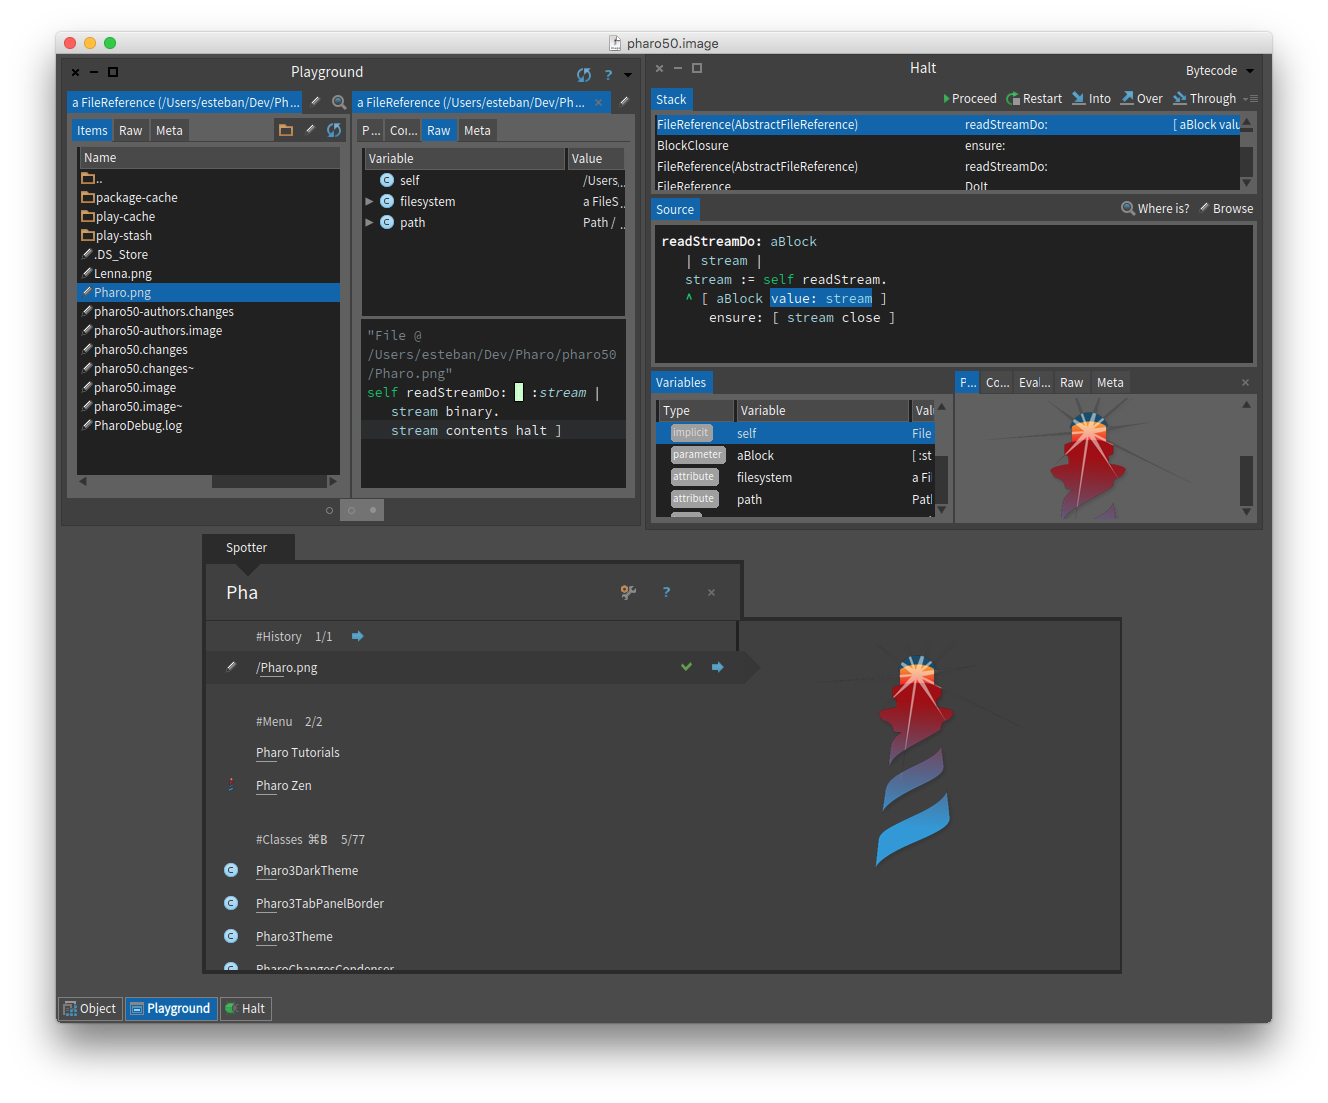 pharo50.image
Playground
a FileReference (/Users/esteban/Dev/Ph...
a FileReference (/Users/esteban/Dev/Ph...
Items Raw Meta
Name
..
package-cache
play-cache
play-stash
.DS_Store
Lenna.png
Pharo.png
pharo50-authors.changes
pharo50-authors.image
pharo50.changes
pharo50.changes~
pharo50.image
pharo50.image~
PharoDebug.log
P... Coı... Raw Meta
Variable Value
self /Users...
filesystem a FileS...
path Path / ...
"File @
/Users/esteban/Dev/Pharo/pharo50
/Pharo.png"
self readStreamDo: [ :stream |
stream binary.
stream contents halt ]
Halt
Bytecode
Stack Proceed Restart Into Over Through
FileReference(AbstractFileReference) readStreamDo: [ aBlock valu
BlockClosure ensure:
FileReference(AbstractFileReference) readStreamDo:
FileReference DoIt
Source Where is? Browse
readStreamDo: aBlock
| stream |
stream := self readStream.
^ [ aBlock value: stream ]
ensure: [ stream close ]
Variables
Type Variable Valu
implicit self File
parameter aBlock [ :st
attribute filesystem a Fil
attribute path Path
P... Co... Eval... Raw Meta
Spotter
Pha
?
#History 1/1
/Pharo.png
#Menu 2/2
Pharo Tutorials
Pharo Zen
#Classes ⌘B 5/77
Pharo3DarkTheme
Pharo3TabPanelBorder
Pharo3Theme
PharoChangesCondenser
Object Playground Halt